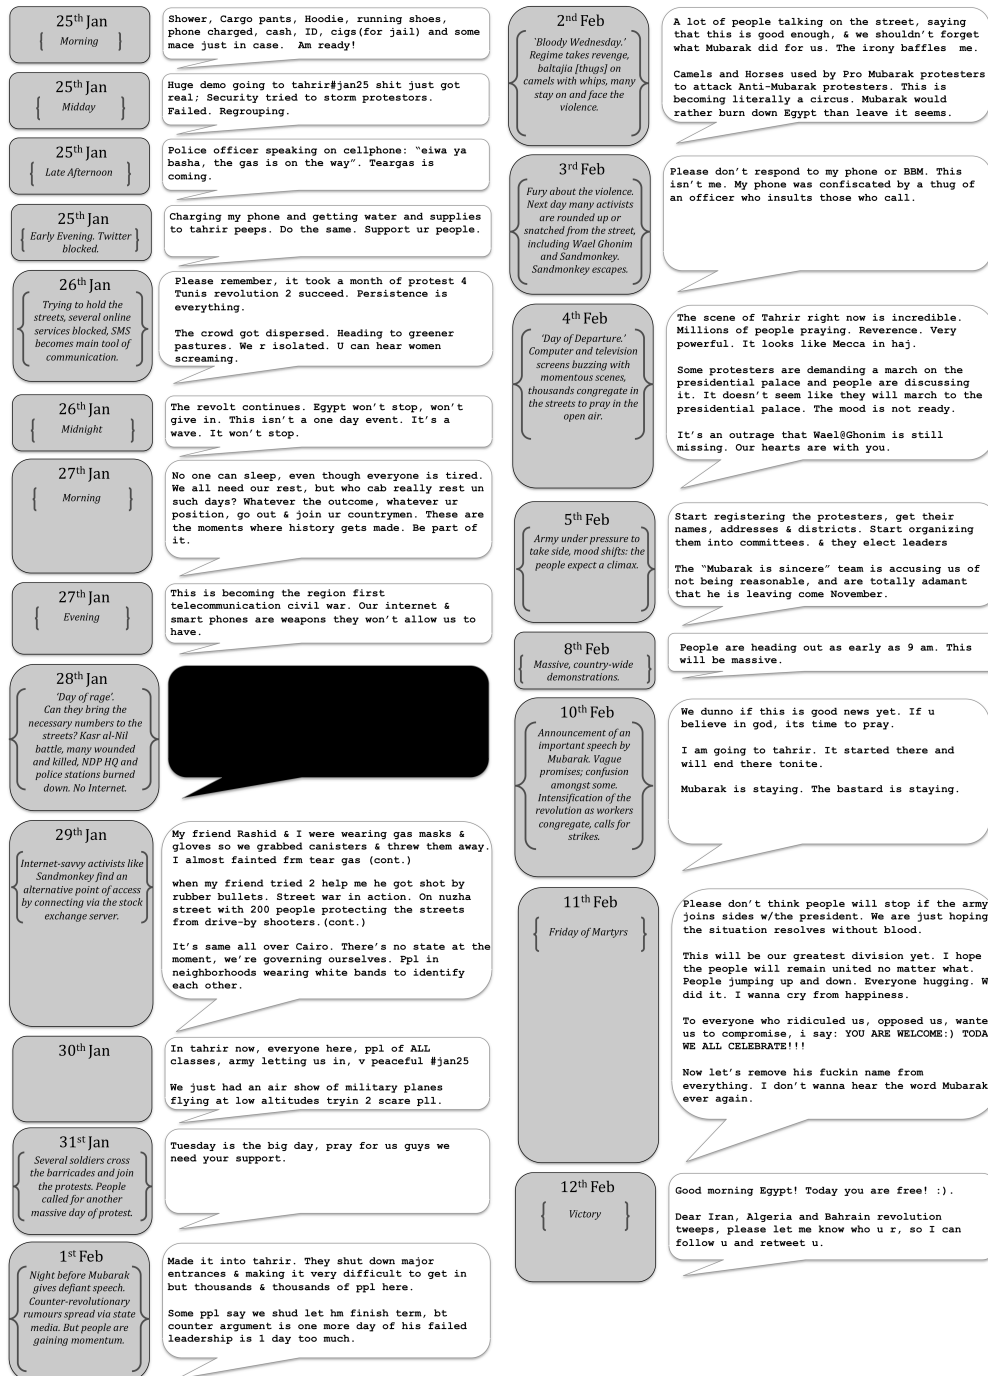 25th Jan
Morning
Shower, Cargo pants, Hoodie, running shoes,
phone charged, cash, ID, cigs(for jail) and some
mace just in case.  Am ready!
25th Jan
Midday
Huge demo going to tahrir#jan25 shit just got
real; Security tried to storm protestors.
Failed. Regrouping.
25th Jan
Late Afternoon
Police officer speaking on cellphone: “eiwa ya
basha, the gas is on the way”. Teargas is
coming.
25th Jan
Early Evening. Twitter
blocked.
Charging my phone and getting water and supplies
to tahrir peeps. Do the same. Support ur people.
26th Jan
Trying to hold the
streets, several online
services blocked, SMS
becomes main tool of
communication.
Please remember, it took a month of protest 4
Tunis revolution 2 succeed. Persistence is
everything.
The crowd got dispersed. Heading to greener
pastures. We r isolated. U can hear women
screaming.
26th Jan
Midnight
The revolt continues. Egypt won’t stop, won’t
give in. This isn’t a one day event. It’s a
wave. It won’t stop.
27th Jan
Morning
No one can sleep, even though everyone is tired.
We all need our rest, but who cab really rest un
such days? Whatever the outcome, whatever ur
position, go out & join ur countrymen. These are
the moments where history gets made. Be part of
it.
27th Jan
Evening
This is becoming the region first
telecommunication civil war. Our internet &
smart phones are weapons they won’t allow us to
have.
28th Jan
‘Day of rage’.
Can they bring the
necessary numbers to the
streets? Kasr al-Nil
battle, many wounded
and killed, NDP HQ and
police stations burned
down. No Internet.
29th Jan
Internet-savvy activists like
Sandmonkey find an
alternative point of access
by connecting via the stock
exchange server.
My friend Rashid & I were wearing gas masks &
gloves so we grabbed canisters & threw them away.
I almost fainted frm tear gas (cont.)
when my friend tried 2 help me he got shot by
rubber bullets. Street war in action. On nuzha
street with 200 people protecting the streets
from drive-by shooters.(cont.)
It’s same all over Cairo. There’s no state at the
moment, we’re governing ourselves. Ppl in
neighborhoods wearing white bands to identify
each other.
30th Jan
In tahrir now, everyone here, ppl of ALL
classes, army letting us in, v peaceful #jan25
We just had an air show of military planes
flying at low altitudes tryin 2 scare pll.
31st Jan
Several soldiers cross
the barricades and join
the protests. People
called for another
massive day of protest.
Tuesday is the big day, pray for us guys we
need your support.
1st Feb
Night before Mubarak
gives defiant speech.
Counter-revolutionary
rumours spread via state
media. But people are
gaining momentum.
Made it into tahrir. They shut down major
entrances & making it very difficult to get in
but thousands & thousands of ppl here.
Some ppl say we shud let hm finish term, bt
counter argument is one more day of his failed
leadership is 1 day too much.
2nd Feb
‘Bloody Wednesday.’
Regime takes revenge,
baltajia [thugs] on
camels with whips, many
stay on and face the
violence.
A lot of people talking on the street, saying
that this is good enough, & we shouldn’t forget
what Mubarak did for us. The irony baffles  me.
Camels and Horses used by Pro Mubarak protesters
to attack Anti-Mubarak protesters. This is
becoming literally a circus. Mubarak would
rather burn down Egypt than leave it seems.
3rd Feb
Fury about the violence.
Next day many activists
are rounded up or
snatched from the street,
including Wael Ghonim
and Sandmonkey.
Sandmonkey escapes.
Please don’t respond to my phone or BBM. This
isn’t me. My phone was confiscated by a thug of
an officer who insults those who call.
4th Feb
‘Day of Departure.’
Computer and television
screens buzzing with
momentous scenes,
thousands congregate in
the streets to pray in the
open air.
The scene of Tahrir right now is incredible.
Millions of people praying. Reverence. Very
powerful. It looks like Mecca in haj.
Some protesters are demanding a march on the
presidential palace and people are discussing
it. It doesn’t seem like they will march to the
presidential palace. The mood is not ready.
It’s an outrage that Wael@Ghonim is still
missing. Our hearts are with you.
5th Feb
Army under pressure to
take side, mood shifts: the
people expect a climax.
Start registering the protesters, get their
names, addresses & districts. Start organizing
them into committees. & they elect leaders
The “Mubarak is sincere” team is accusing us of
not being reasonable, and are totally adamant
that he is leaving come November.
8th Feb
Massive, country-wide
demonstrations.
People are heading out as early as 9 am. This
will be massive.
10th Feb
Announcement of an
important speech by
Mubarak. Vague
promises; confusion
amongst some.
Intensification of the
revolution as workers
congregate, calls for
strikes.
We dunno if this is good news yet. If u
believe in god, its time to pray.
I am going to tahrir. It started there and
will end there tonite.
Mubarak is staying. The bastard is staying.
11th Feb
Friday of Martyrs
Please don’t think people will stop if the army
joins sides w/the president. We are just hoping
the situation resolves without blood.
This will be our greatest division yet. I hope
the people will remain united no matter what.
People jumping up and down. Everyone hugging. W
did it. I wanna cry from happiness.
To everyone who ridiculed us, opposed us, wante
us to compromise, i say: YOU ARE WELCOME:) TODA
WE ALL CELEBRATE!!!
Now let’s remove his fuckin name from
everything. I don’t wanna hear the word Mubarak
ever again.
12th Feb
Victory
Good morning Egypt! Today you are free! :).
Dear Iran, Algeria and Bahrain revolution
tweeps, please let me know who u r, so I can
follow u and retweet u.